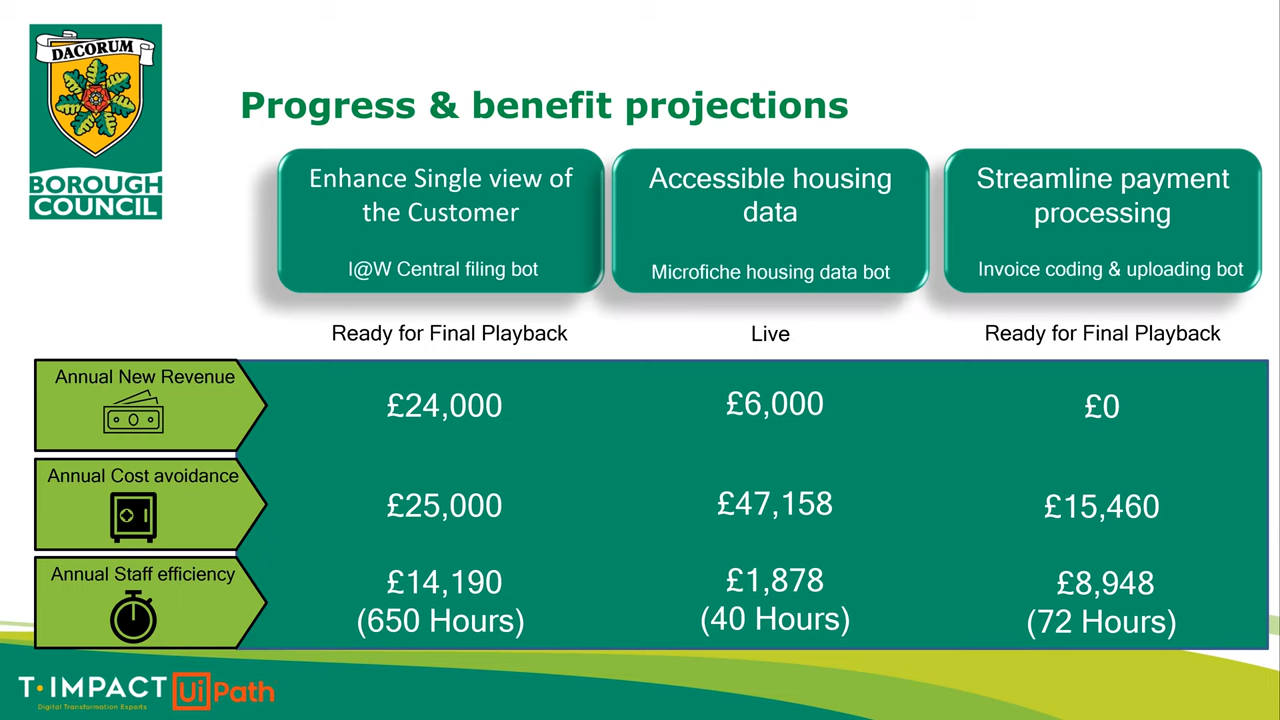 DACORUM
BOROUGH
COUNCIL
Progress & benefit projections
Enhance Single view of
the Customer
I@W Central filing bot
Accessible housing
data
Microfiche housing data bot
Streamline payment
processing
Invoice coding & uploading bot
Ready for Final Playback
Live
Ready for Final Playback
Annual New Revenue
£24,000
£6,000
£0
Annual Cost avoidance
£25,000
£47,158
£15,460
Annual Staff efficiency
£14,190
(650 Hours)
£1,878
(40 Hours)
£8,948
(72 Hours)
T·IMPACT
Digital Transformation Experts
UiPath